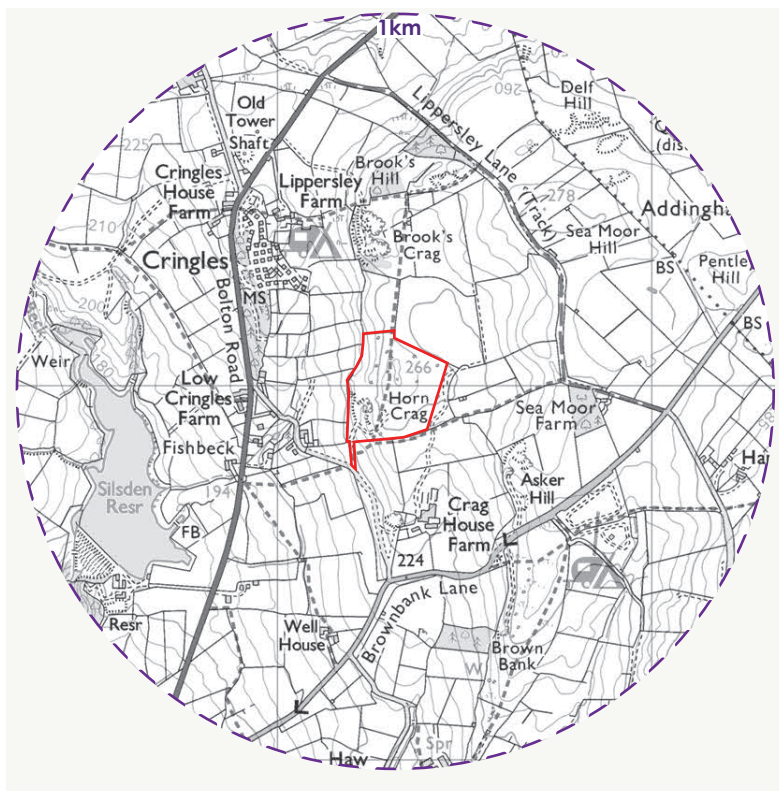 1km
Delf
Hill
260
Old
Tower
Shaft
Lippersley Lane
(Track)
(dis
225
Cringles
House
Farm
Lippersley
Farm
Brook's
Hill
278
Addingha
210
Brook's
Crag
Sea Moor
Hill
Cringles
BS
Pentle
Hill
MS
Bolton Road
200
BS
Weir
180
266
Low
Cringles
Farm
Horn
Crag
Sea Moor
Farm
Fishbeck
Silsden
Resr
194
Asker
Hill
Ha
FB
Crag
House
Farm
224
Resr
Brownbank Lane
Well
House
Brown
Bank
W
Spr
Haw